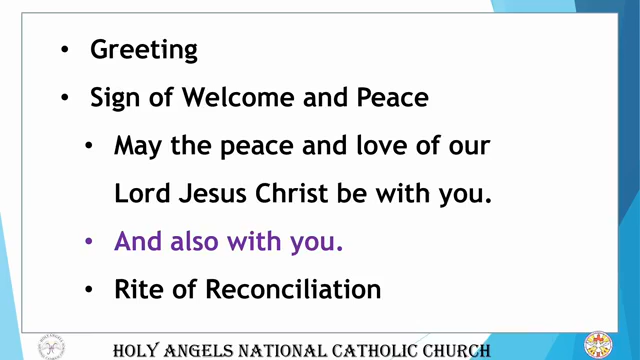 • Greeting
• Sign of Welcome and Peace
• May the peace and love of our
Lord Jesus Christ be with you.
• And also with you.
• Rite of Reconciliation
HOLY ANGELS NATIONAL CATHOLIC CHURCH